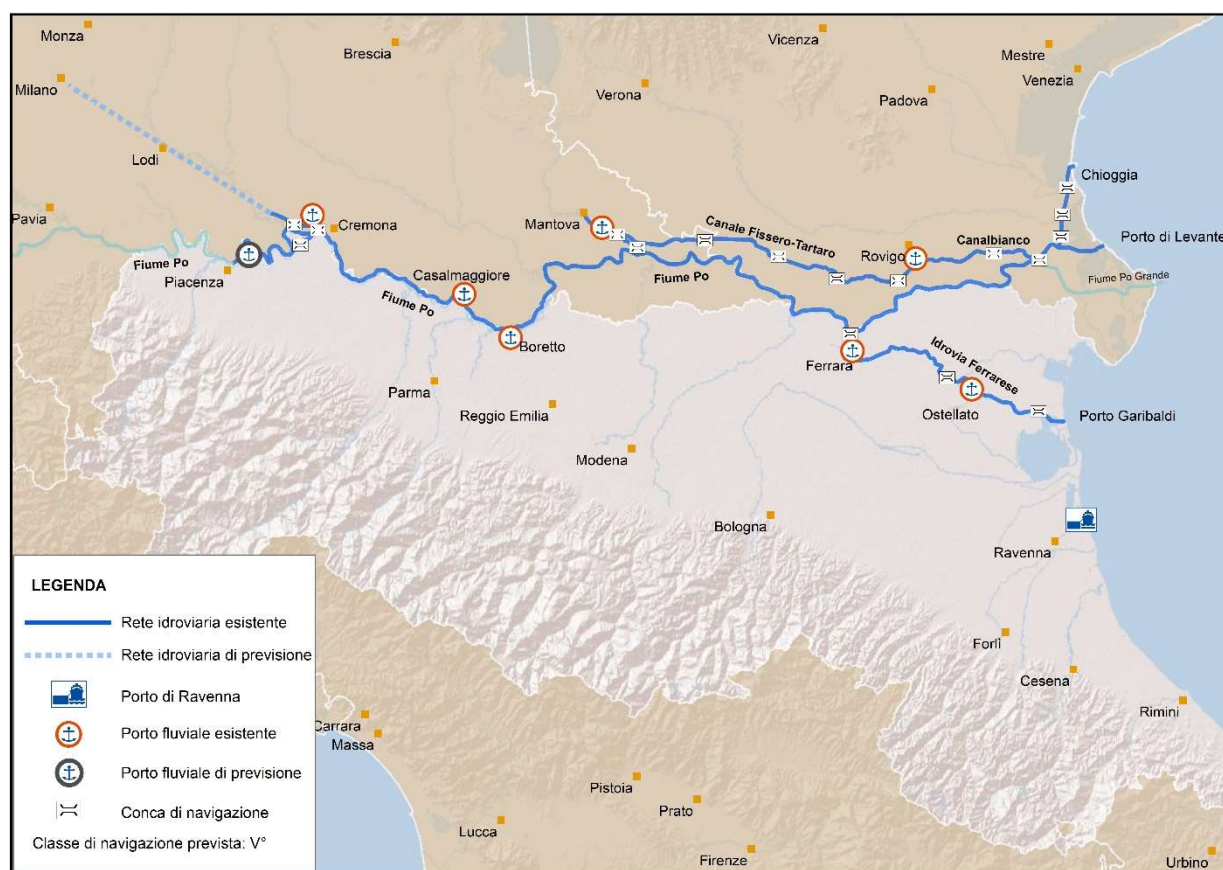 Monza
Brescia
Vicenza
Mestre
Milano
Verona
Padova
Venezia
Lodi
Pavia
Cremona
Mantova
Chioggia
Canale Fissero-Tartaro
Rovigo
Canalbianco
Porto di Levante
Fiume Po
Piacenza
Casalmaggiore
Fiume Po
Fiume Po
Fiume Po Grande
Boretto
Ferrara
Idrovia Ferrarese
Parma
Reggio Emilia
Ostellato
Porto Garibaldi
Modena
Bologna
Ravenna
Forlì
Cesena
Rimini
Carrara
Massa
Pistoia
Prato
Lucca
Firenze
Urbino
LEGENDA
Rete idroviaria esistente
Rete idroviaria di previsione
Porto di Ravenna
Porto fluviale esistente
Porto fluviale di previsione
Conca di navigazione
Classe di navigazione prevista: V°